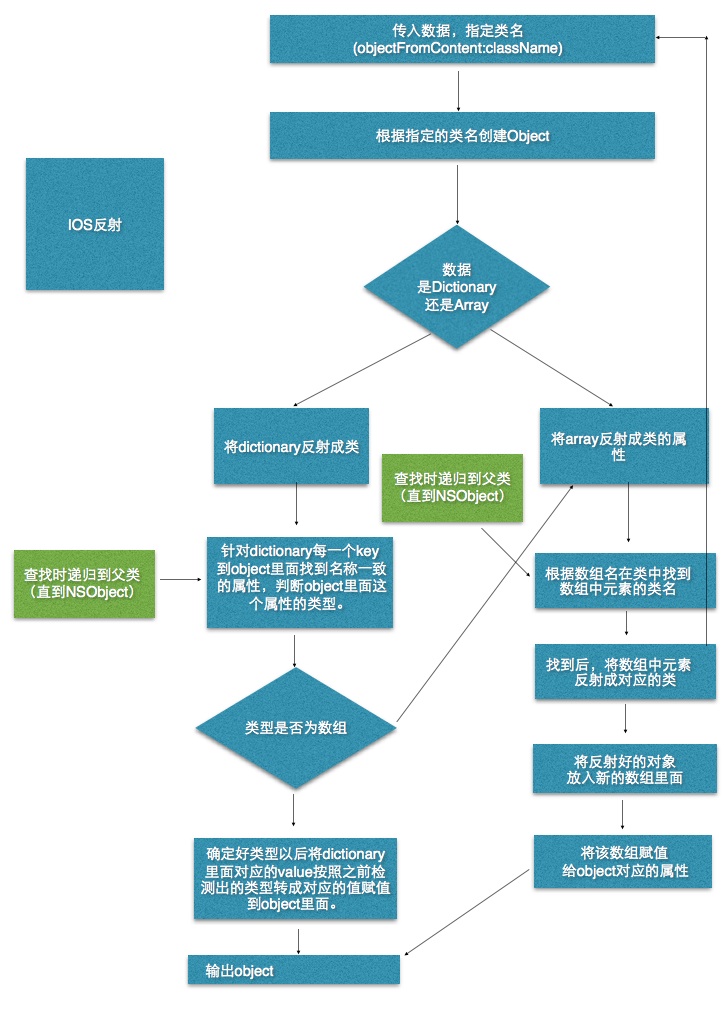 传入数据，指定类名
(objectFromContent:className)
根据指定的类名创建Object
IOS反射
数据
是Dictionary
还是Array
将dictionary反射成类
将array反射成类的属
性
查找时递归到父类
（直到NSObject）
针对dictionary每一个key
到object里面找到名称一致
的属性，判断object里面这
个属性的类型。
查找时递归到父类
（直到NSObject）
根据数组名在类中找到
数组中元素的类名
找到后，将数组中元素
反射成对应的类
类型是否为数组
将反射好的对象
放入新的数组里面
确定好类型以后将dictionary
里面对应的value按照之前检
测出的类型转成对应的值赋值
到object里面。
将该数组赋值
给object对应的属性
输出object